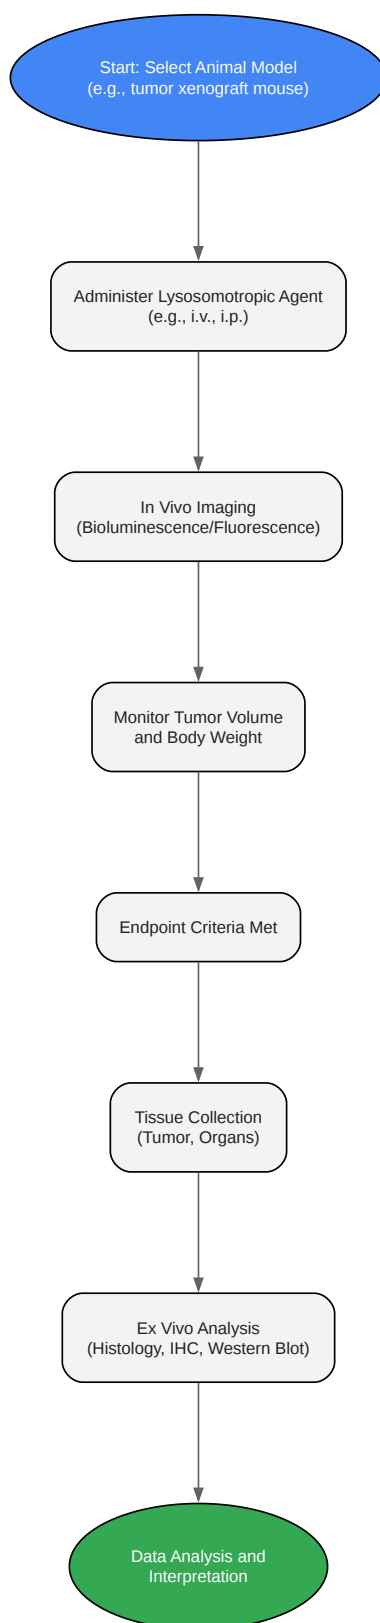 Start: Select Animal Model
(e.g., tumor xenograft mouse)
Administer Lysosomotropic Agent
(e.g., i.v., i.p.)
In Vivo Imaging
(Bioluminescence/Fluorescence)
Monitor Tumor Volume
and Body Weight
Endpoint Criteria Met
Tissue Collection
(Tumor, Organs)
Ex Vivo Analysis
(Histology, IHC, Western Blot)
Data Analysis and
Interpretation